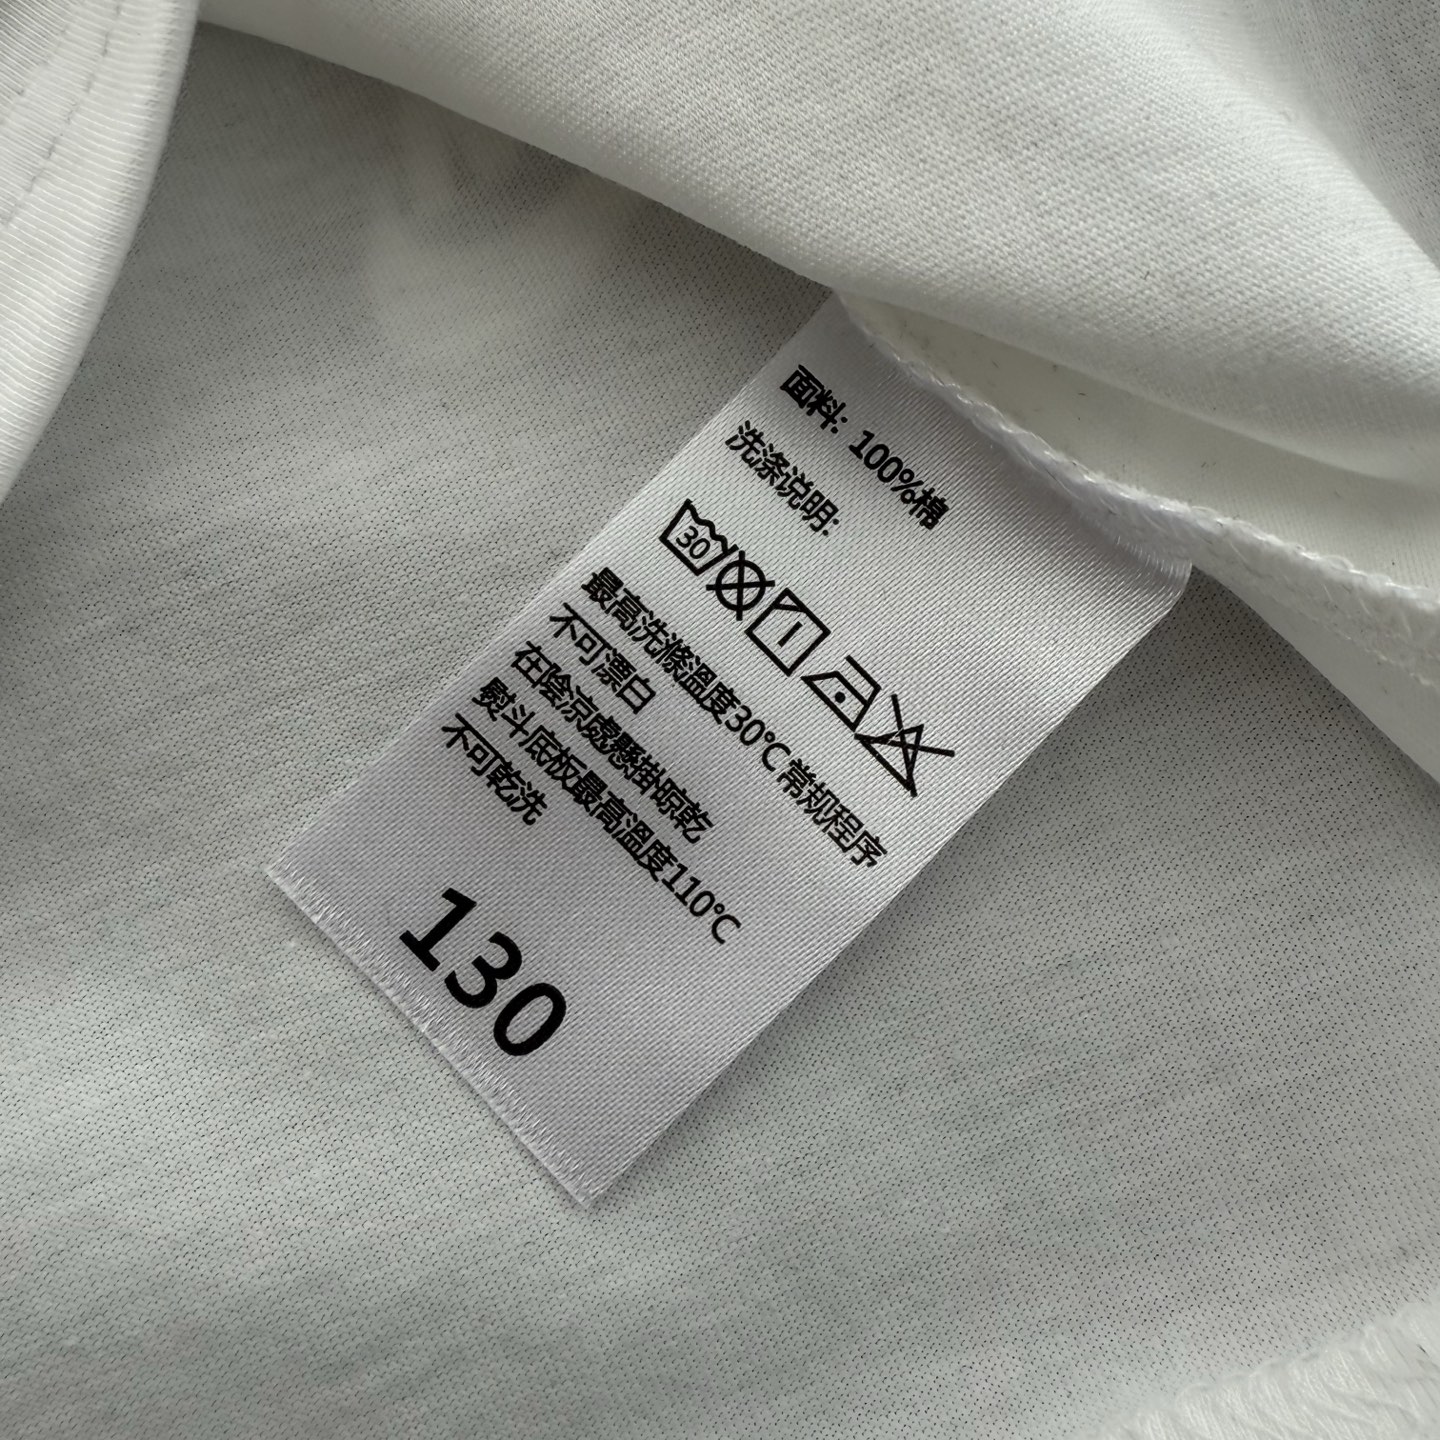 面料: 100%棉
洗涤说明:
30
最高洗滌溫度30℃ 常规程序
不可漂白
在陰涼處懸掛晾乾
熨斗底板最高溫度110℃
不可乾洗
130